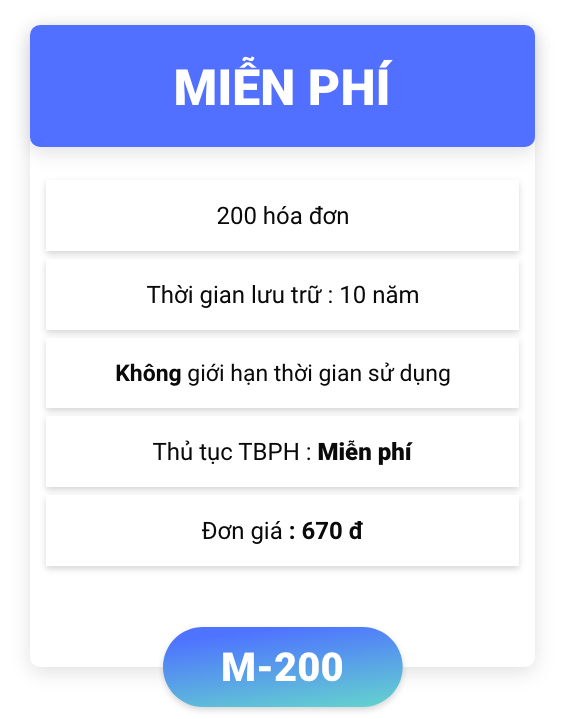 MIỄN PHÍ
200 hóa đơn
Thời gian lưu trữ : 10 năm
Không giới hạn thời gian sử dụng
Thủ tục TBPH : Miễn phí
Đơn giá : 670 đ
M-200